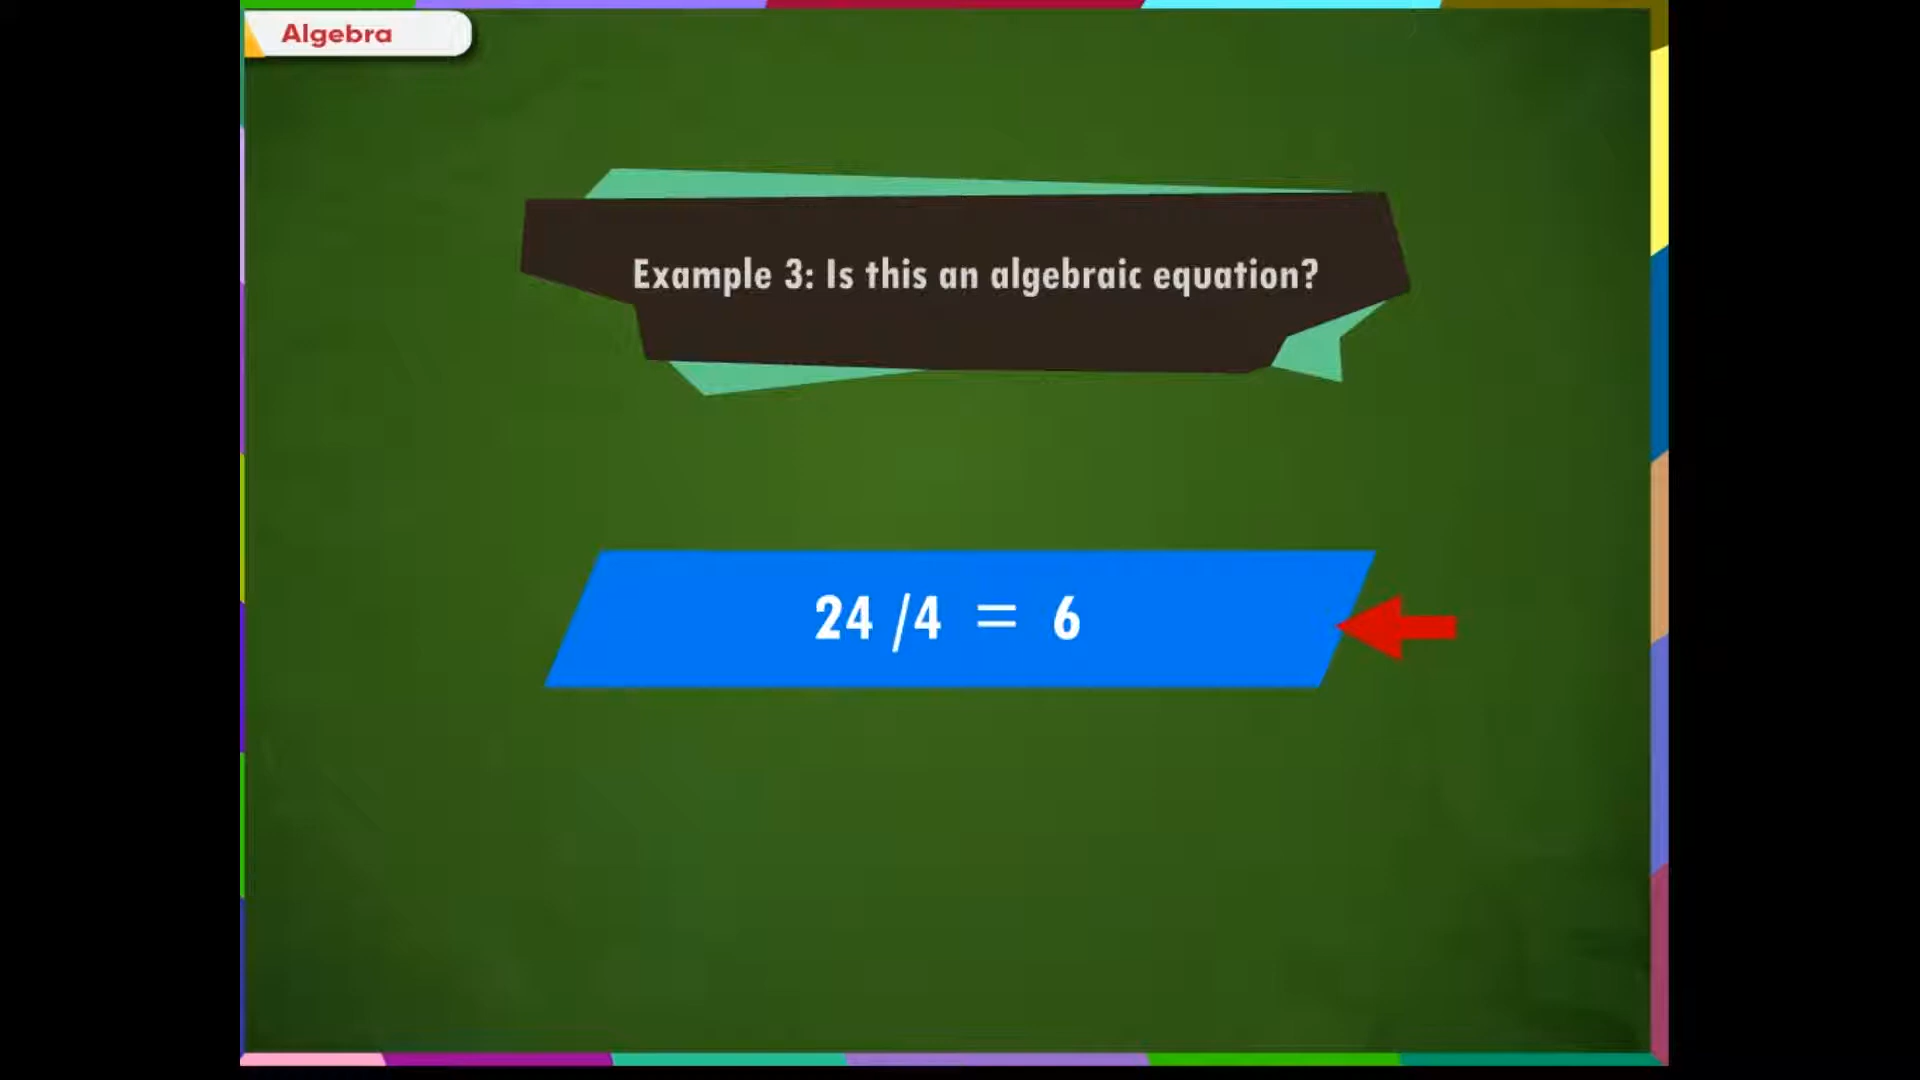 Algebra
Example 3: Is this an algebraic equation?
24 /4 = 6